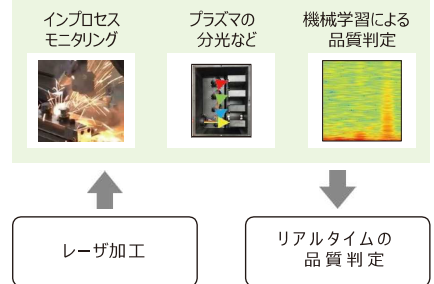 インプロセス
モニタリング
プラズマの
分光など
機械学習による
品質判定
レーザ加工
リアルタイムの
品質判定